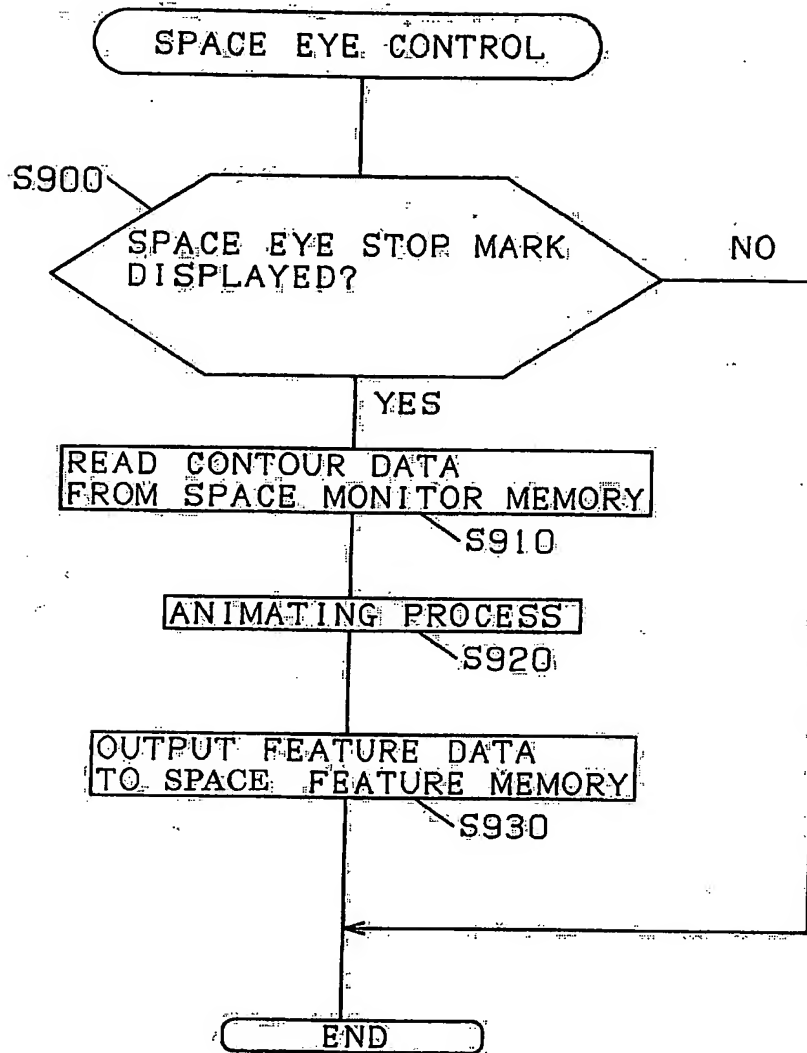 SPACE EYE CONTROL
S900
SPACE EYE STOP MARK
DISPLAYED?
NO
YES
READ CONTOUR DATA
FROM SPACE MONITOR MEMORY
S910
ANIMATING PROCESS
S920
OUTPUT FEATURE DATA
TO SPACE FEATURE MEMORY
S930
END